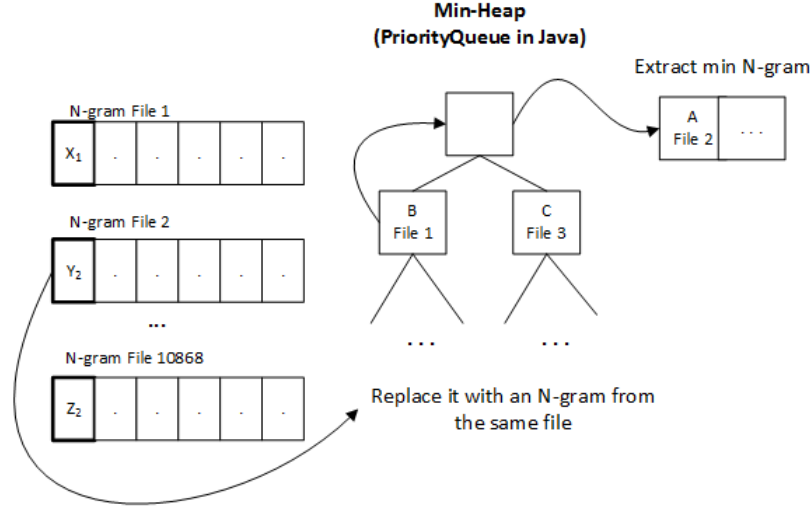 Min-Heap
(PriorityQueue in Java)
Extract min N-gram
N-gram File 1
X1 . . . . .
A
File 2
. . .
B
File 1
C
File 3
N-gram File 2
Y2 . . . . .
...
. . .
. . .
N-gram File 10868
Z2 . . . . .
Replace it with an N-gram from
the same file